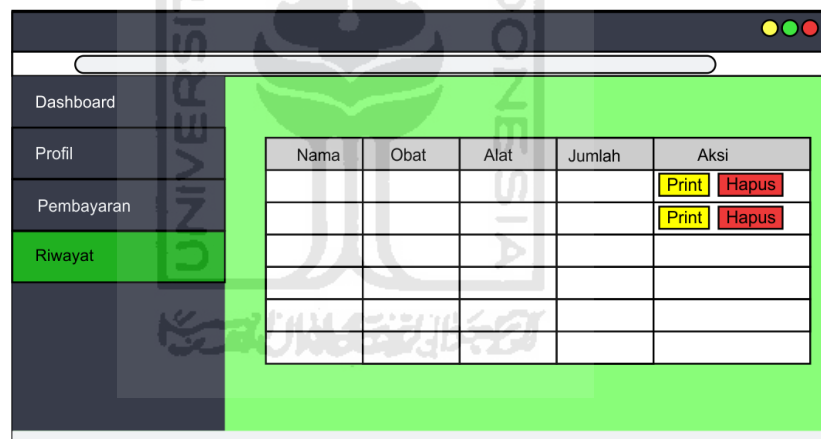 Dashboard
Profil
Pembayaran
Riwayat
Nama Obat Alat Jumlah Aksi
Print Hapus
Print Hapus